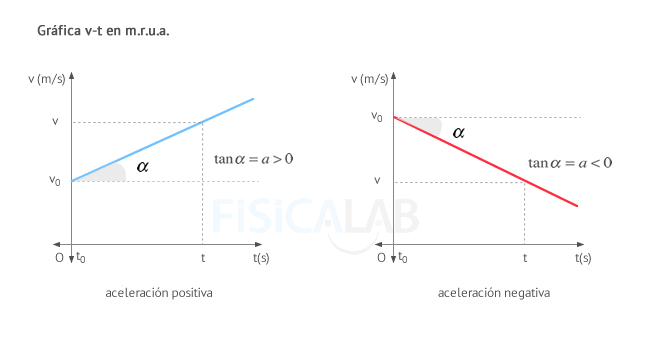 Gráfica v-t en m.r.u.a.
v (m/s)
v
v₀
α
tan α = a > 0
O t₀
t
t(s)
aceleración positiva
v (m/s)
v₀
v
α
tan α = a < 0
O t₀
t
t(s)
aceleración negativa
FISICALAB